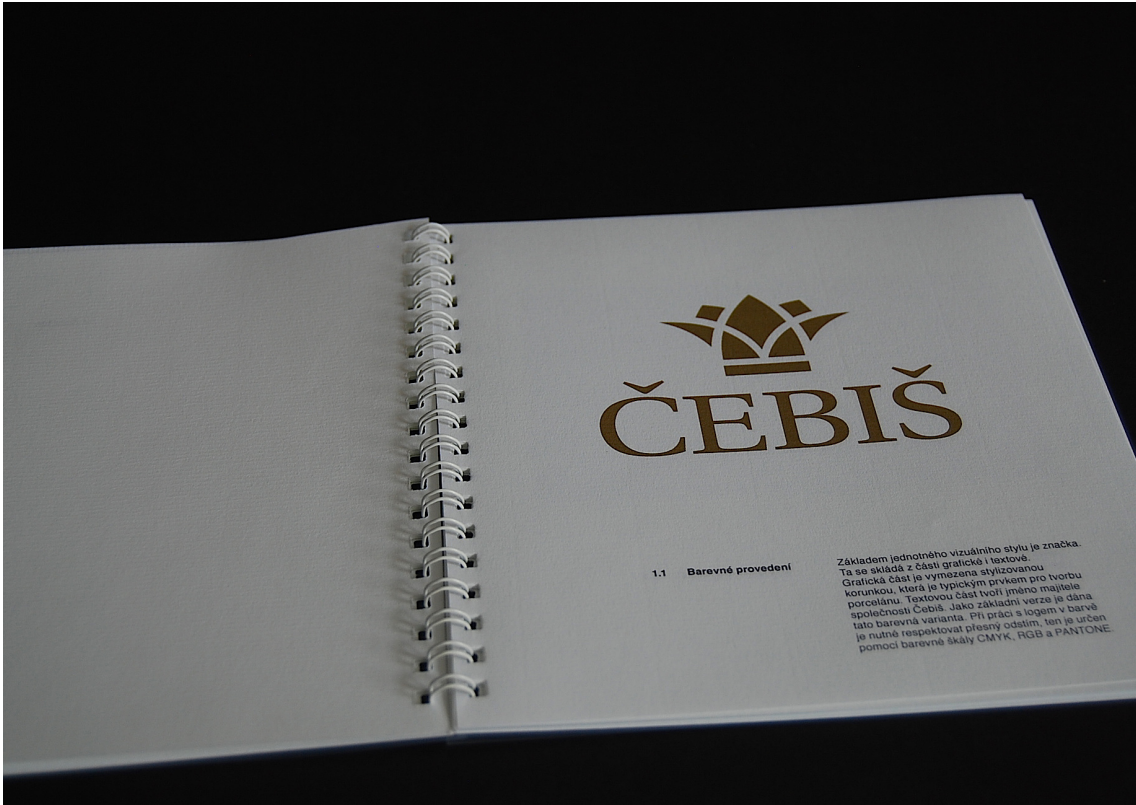 ČEBIŠ
1.1 Barevné provedení
Základem jednotného vizuálního stylu je značka.
Ta se skládá z části grafické i textové.
Grafická část je vymezena stylizovanou
korunkou, která je typickým prvkem pro tvorbu
porcelánu. Textovou část tvoří jméno majitele
společnosti Čebiš. Jako základní verze je dána
tato barevná varianta. Při práci s logem v barvě
je nutné respektovat přesný odstím, ten je určen
pomocí barevné škály CMYK, RGB a PANTONE.